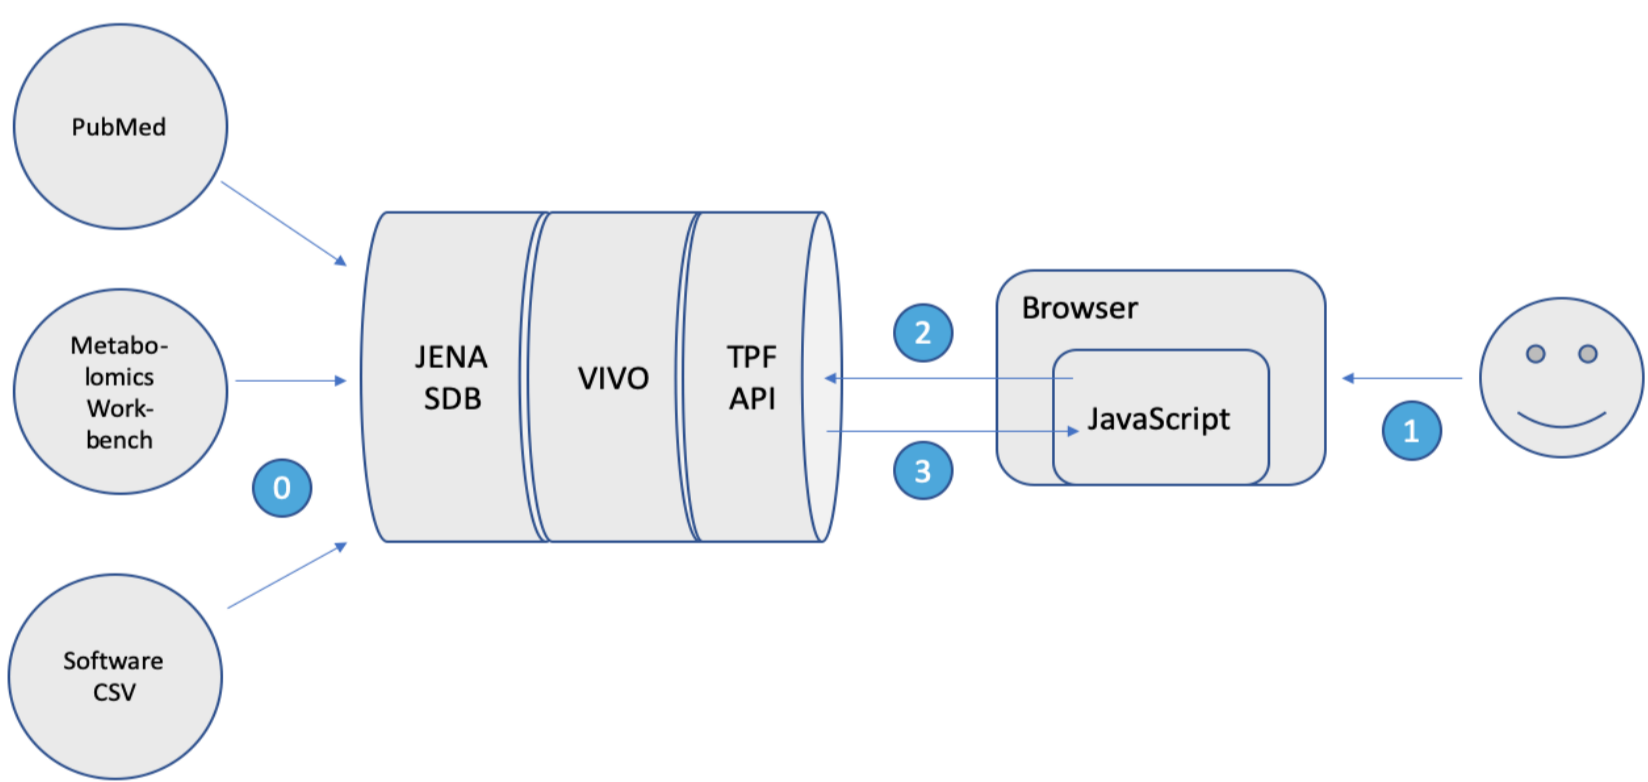 PubMed
Metabo-
lomics
Work-
bench
0
Software
CSV
JENA
SDB
VIVO
TPF
API
2
3
Browser
JavaScript
1